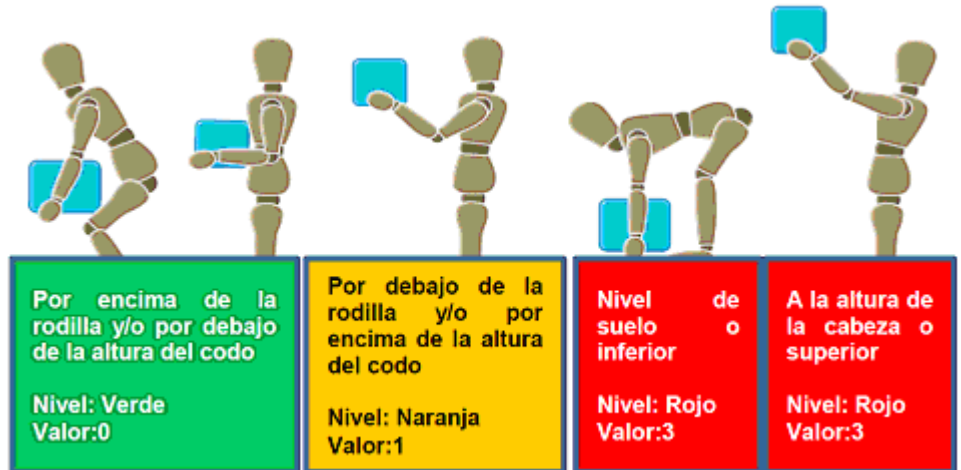 Por encima de la
rodilla y/o por debajo
de la altura del codo
Nivel: Verde
Valor:0
Por debajo de la
rodilla y/o por
encima de la altura
del codo
Nivel: Naranja
Valor:1
Nivel de
suelo o
inferior
Nivel: Rojo
Valor:3
A la altura de
la cabeza o
superior
Nivel: Rojo
Valor:3